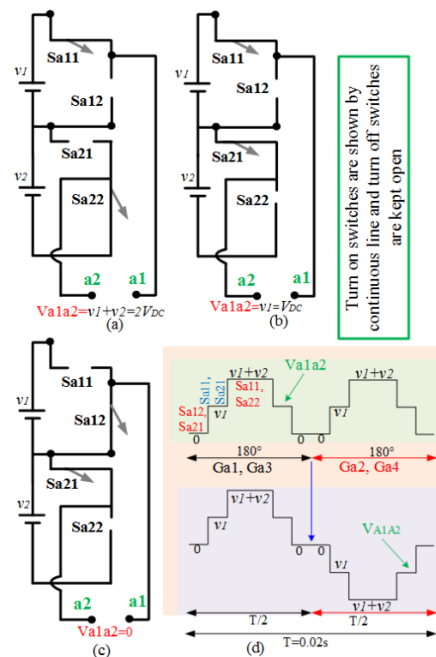 (a)
v1
Sa11
Sa12
Sa21
v2
Sa22
a2
a1
Va1a2=v1+v2=2VDC
(a)
(b)
v1
Sa11
Sa12
Sa21
v2
Sa22
a2
a1
Va1a2=v1=VDC
(b)
Turn on switches are shown by
continuous line and turn off switches
are kept open
(c)
v1
Sa11
Sa12
Sa21
v2
Sa22
a2
a1
Va1a2=0
(c)
v1+v2
Va1a2
v1+v2
Sa11,
Sa21
Sa11,
Sa22
Sa12,
Sa21
v1
0
0
0
0
180°
180°
Ga1, Ga3
Ga2, Ga4
v1+v2
v1
VA1A2
0
0
0
0
v1
v1+v2
T/2
T/2
T=0.02s
(d)